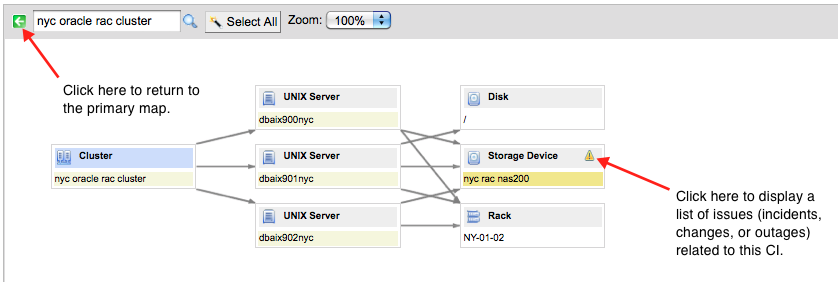 nyc oracle rac cluster Select All Zoom: 100%
Click here to return to
the primary map.
UNIX Server
dbaix900nyc
Disk
/
Cluster
nyc oracle rac cluster
UNIX Server
dbaix901nyc
Storage Device
nyc rac nas200
UNIX Server
dbaix902nyc
Rack
NY-01-02
Click here to display a
list of issues (incidents,
changes, or outages)
related to this CI.